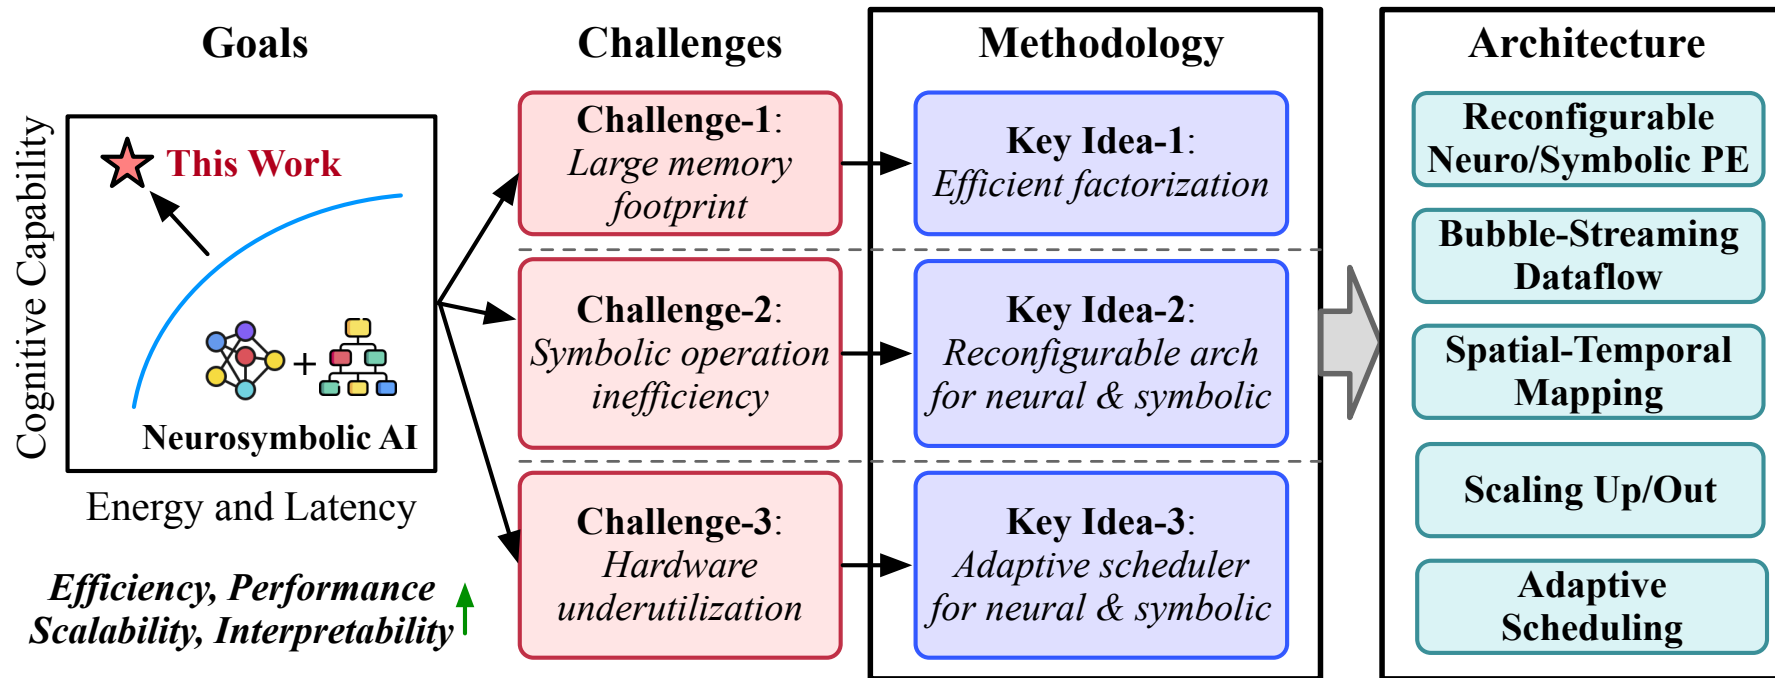 Goals
Cognitive Capability
This Work
+
Neurosymbolic AI
Energy and Latency
Efficiency, Performance
Scalability, Interpretability
Challenges
Challenge-1:
Large memory
footprint
Challenge-2:
Symbolic operation
inefficiency
Challenge-3:
Hardware
underutilization
Methodology
Key Idea-1:
Efficient factorization
Key Idea-2:
Reconfigurable arch
for neural & symbolic
Key Idea-3:
Adaptive scheduler
for neural & symbolic
Architecture
Reconfigurable
Neuro/Symbolic PE
Bubble-Streaming
Dataflow
Spatial-Temporal
Mapping
Scaling Up/Out
Adaptive
Scheduling